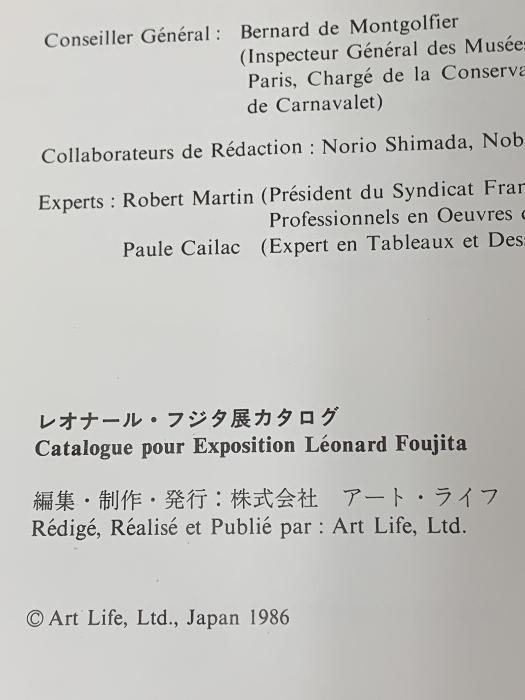 Conseiller Général : Bernard de Montgolfier
(Inspecteur Général des Musée
Paris, Chargé de la Conserva
de Carnavalet)
Collaborateurs de Rédaction : Norio Shimada, Nob
Experts : Robert Martin (Président du Syndicat Fran
Professionnels en Oeuvres
Paule Cailac (Expert en Tableaux et Des
レオナール・フジタ展カタログ
Catalogue pour Exposition Léonard Foujita
編集・制作・発行：株式会社 アート・ライフ
Rédigé, Réalisé et Publié par : Art Life, Ltd.
© Art Life, Ltd., Japan 1986